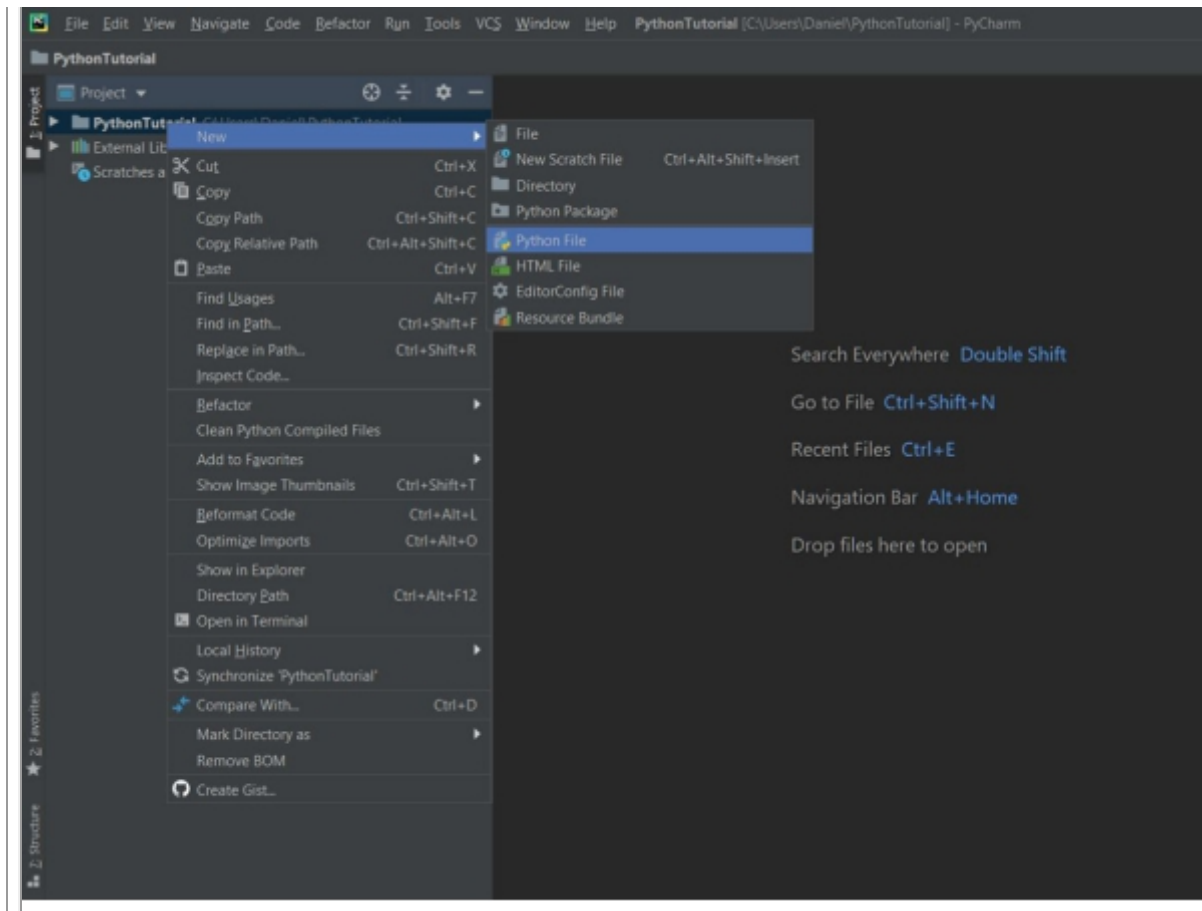 File Edit View Navigate Code Refactor Run Tools VCS Window Help PythonTutorial [C:\Users\Daniel\PythonTutorial] - PyCharm
PythonTutorial
1: Project
Project
PythonTutorial C:\Users\Daniel\PythonTutorial
External Lib
Scratches a
New
Cut Ctrl+X
Copy Ctrl+C
Copy Path Ctrl+Shift+C
Copy Relative Path Ctrl+Alt+Shift+C
Paste Ctrl+V
Find Usages Alt+F7
Find in Path... Ctrl+Shift+F
Replace in Path... Ctrl+Shift+R
Inspect Code...
Refactor
Clean Python Compiled Files
Add to Favorites
Show Image Thumbnails Ctrl+Shift+T
Reformat Code Ctrl+Alt+L
Optimize Imports Ctrl+Alt+O
Show in Explorer
Directory Path Ctrl+Alt+F12
Open in Terminal
Local History
Synchronize 'PythonTutorial'
Compare With... Ctrl+D
Mark Directory as
Remove BOM
Create Gist...
File
New Scratch File Ctrl+Alt+Shift+Insert
Directory
Python Package
Python File
HTML File
EditorConfig File
Resource Bundle
Search Everywhere Double Shift
Go to File Ctrl+Shift+N
Recent Files Ctrl+E
Navigation Bar Alt+Home
Drop files here to open
2: Favorites
7: Structure